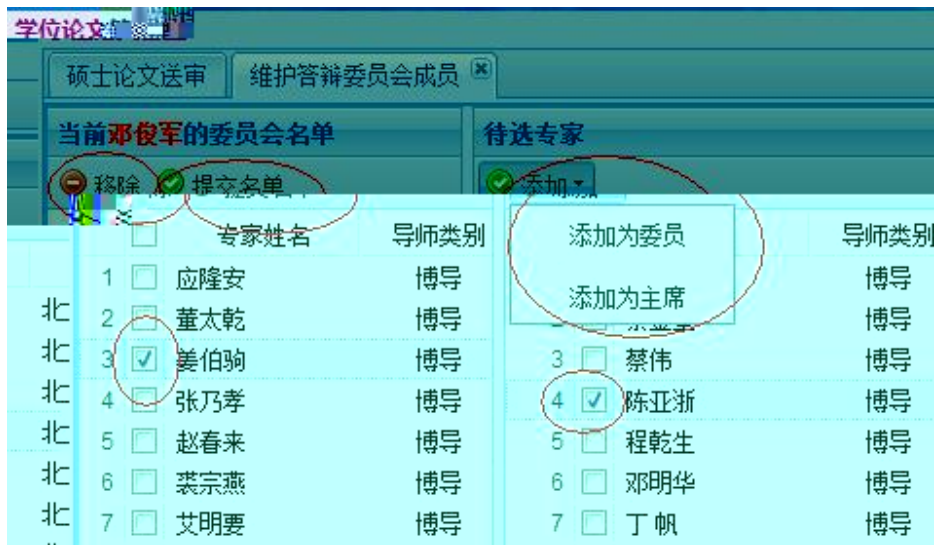 学位论文
硕士论文送审 维护答辩委员会成员
当前邓俊军的委员会名单 待选专家
移除 提交名单 添加
专家姓名 导师类别 添加为委员 导师类别
1 应隆安 博导 添加为主席 博导
北 2 董太乾 博导 博导
北 3 姜伯驹 博导 3 蔡伟 博导
北 4 张乃孝 博导 4 陈亚浙 博导
北 5 赵春来 博导 5 程乾生 博导
北 6 裘宗燕 博导 6 邓明华 博导
北 7 艾明要 博导 7 丁帆 博导